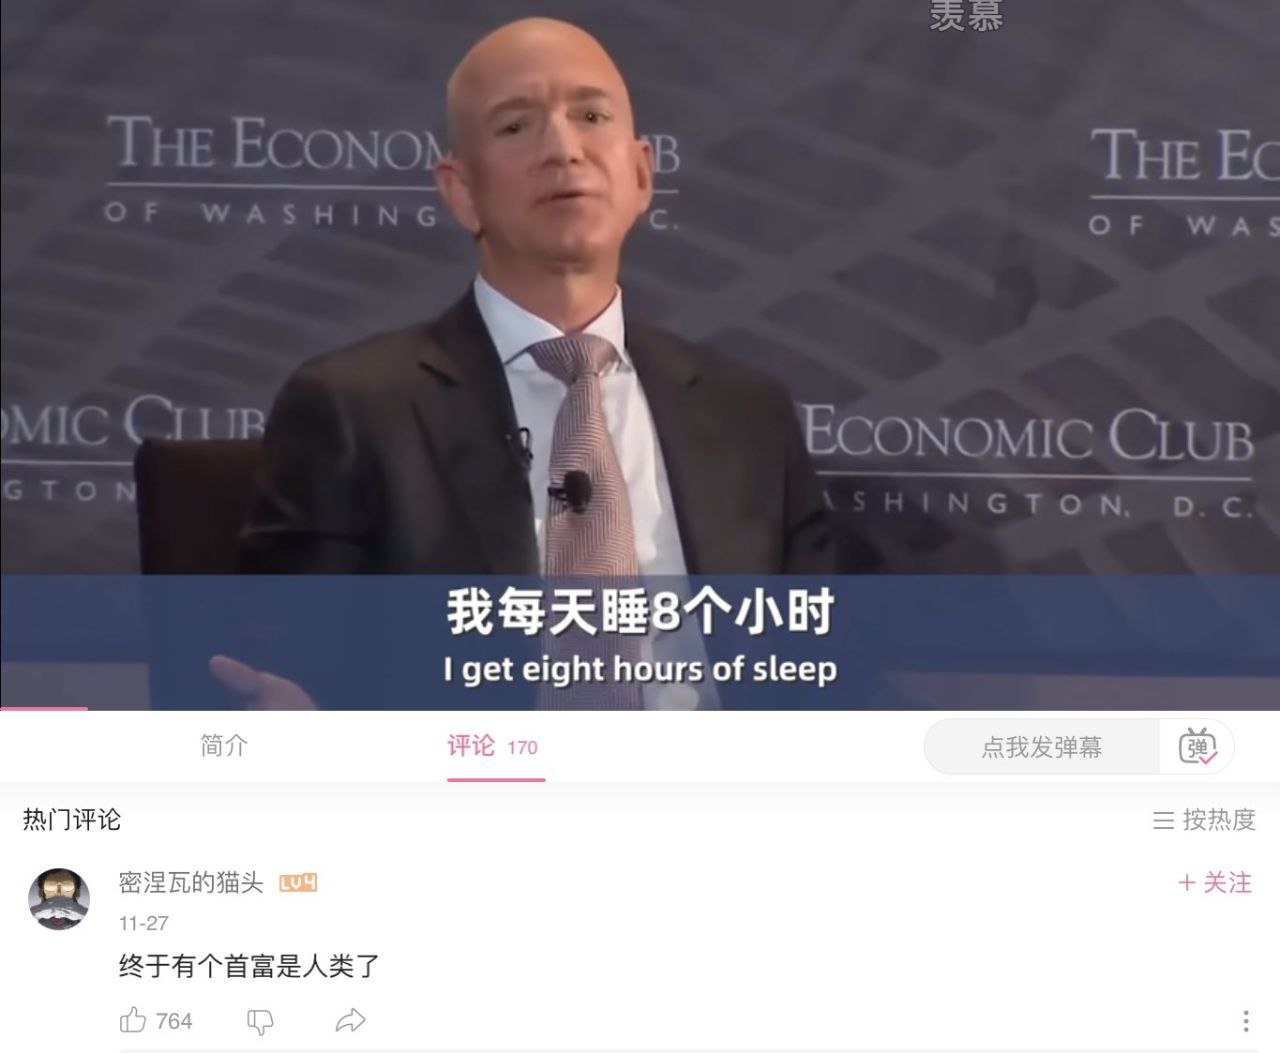 羡慕
THE ECONOM B
OF WASHING C.
THE EC
OF WAS
OMIC CLUB
GTON
ECONOMIC CLUB
ASHINGTON, D.C.
我每天睡8个小时
I get eight hours of sleep
简介
评论 170
点我发弹幕
弹
热门评论
按热度
密涅瓦的猫头 LV4
+ 关注
11-27
终于有个首富是人类了
764